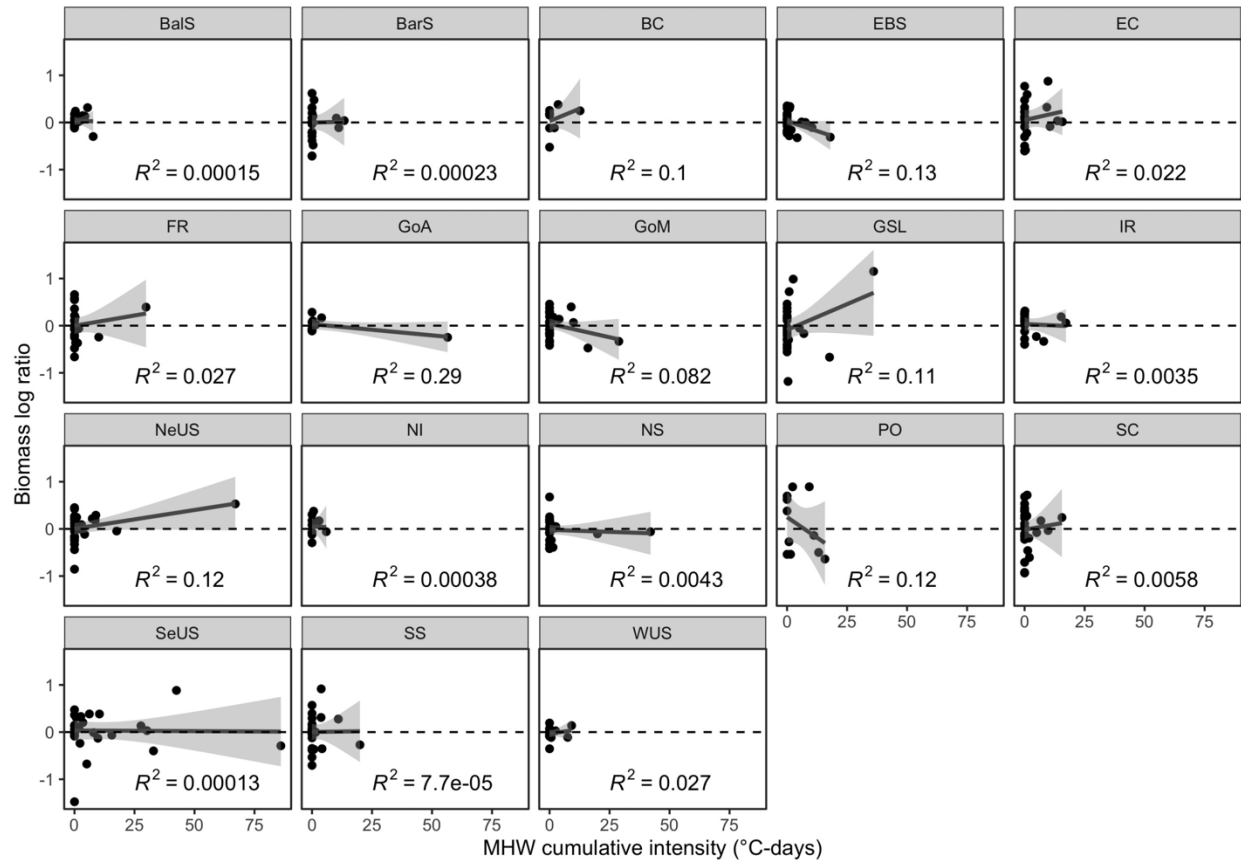 BalS BarS BC EBS EC
1
0
-1
R² = 0.00015 R² = 0.00023 R² = 0.1 R² = 0.13 R² = 0.022
FR GoA GoM GSL IR
1
0
-1
R² = 0.027 R² = 0.29 R² = 0.082 R² = 0.11 R² = 0.0035
Biomass log ratio
NeUS NI NS PO SC
1
0
-1
R² = 0.12 R² = 0.00038 R² = 0.0043 R² = 0.12 R² = 0.0058
0 25 50 75 0 25 50 75
SeUS SS WUS
1
0
-1
R² = 0.00013 R² = 7.7e-05 R² = 0.027
0 25 50 75 0 25 50 75 0 25 50 75
MHW cumulative intensity (°C-days)